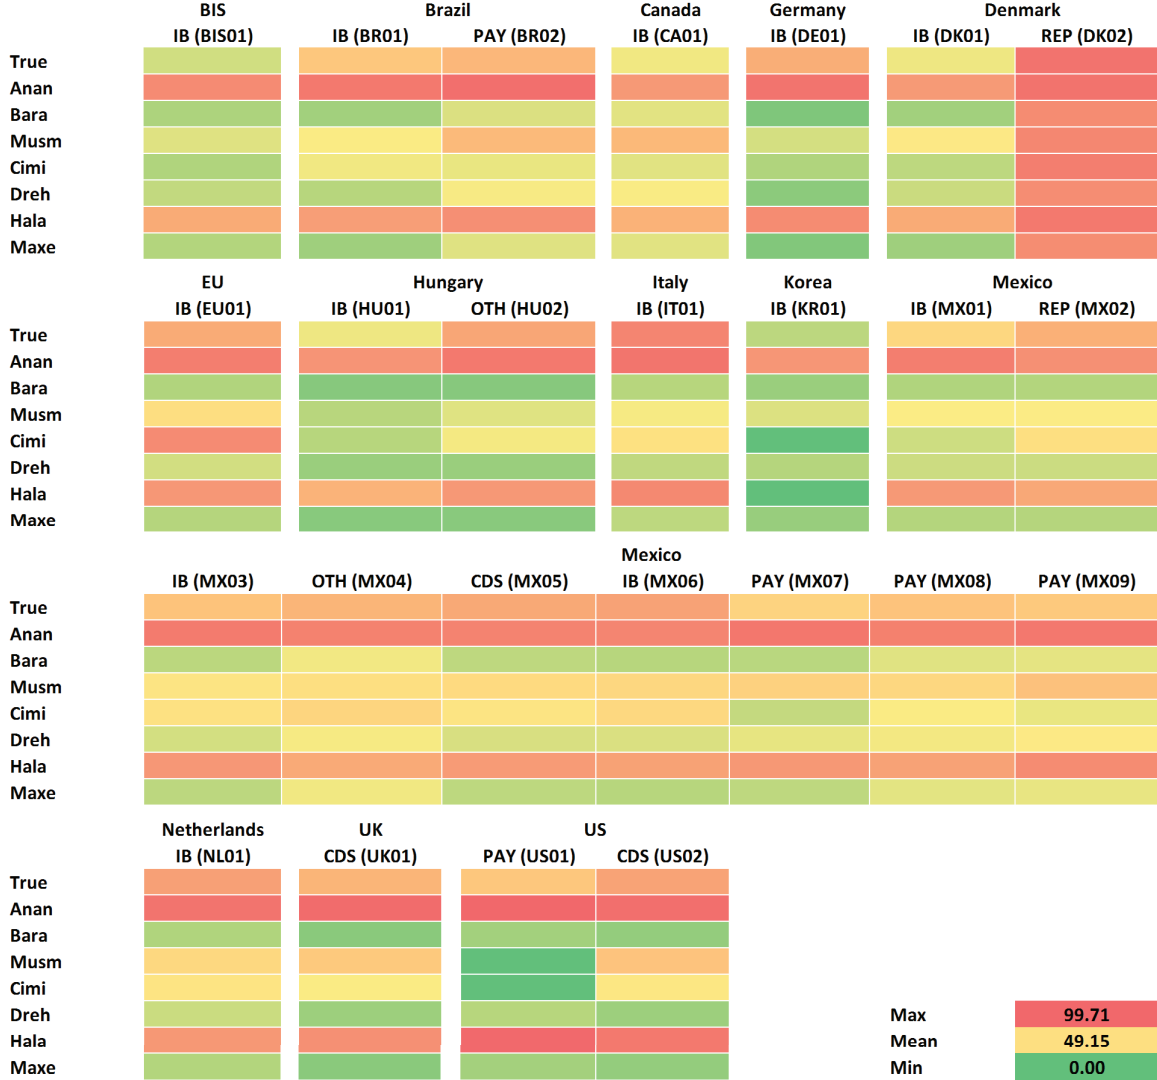 BIS Brazil Canada Germany Denmark
IB (BIS01) IB (BR01) PAY (BR02) IB (CA01) IB (DE01) IB (DK01) REP (DK02)
True
Anan
Bara
Musm
Cimi
Dreh
Hala
Maxe
EU Hungary Italy Korea Mexico
IB (EU01) IB (HU01) OTH (HU02) IB (IT01) IB (KR01) IB (MX01) REP (MX02)
True
Anan
Bara
Musm
Cimi
Dreh
Hala
Maxe
Mexico
IB (MX03) OTH (MX04) CDS (MX05) IB (MX06) PAY (MX07) PAY (MX08) PAY (MX09)
True
Anan
Bara
Musm
Cimi
Dreh
Hala
Maxe
Netherlands UK US
IB (NL01) CDS (UK01) PAY (US01) CDS (US02)
True
Anan
Bara
Musm
Cimi
Dreh Max 99.71
Hala Mean 49.15
Maxe Min 0.00